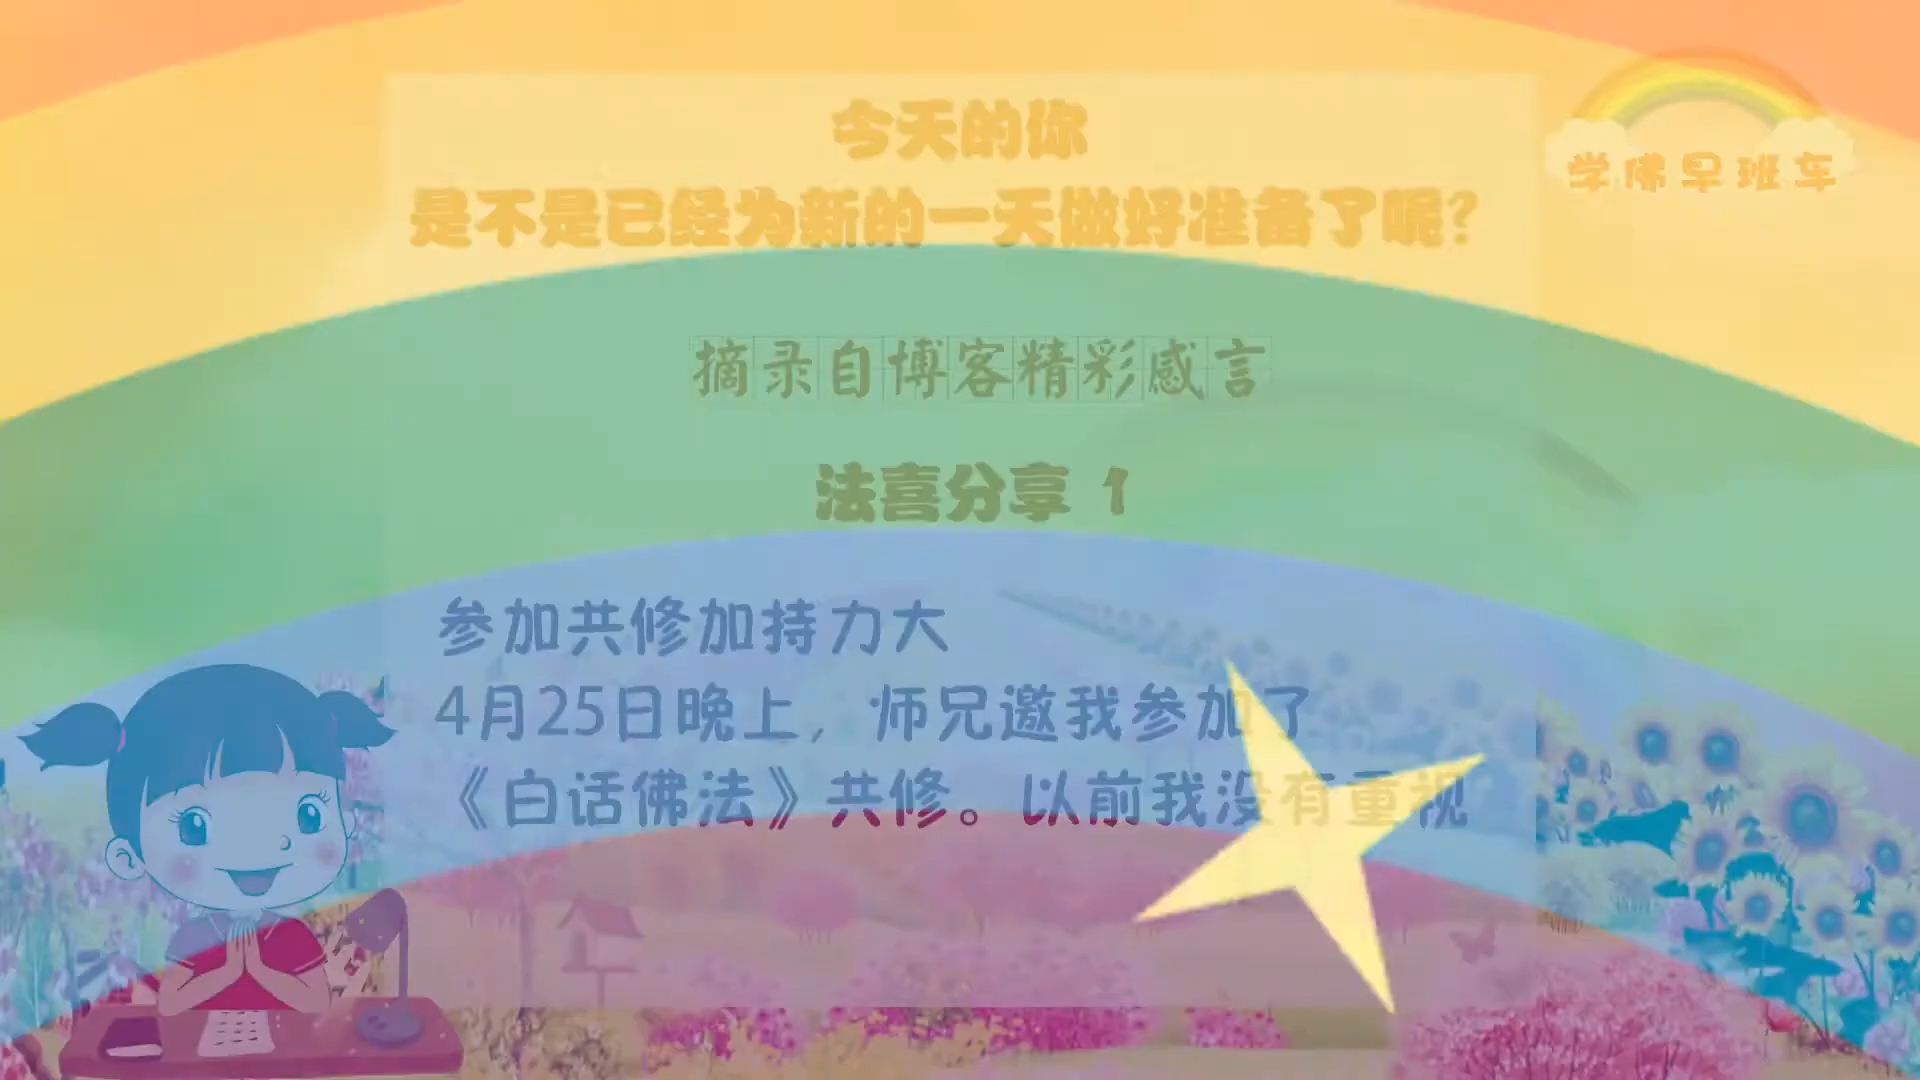 今天的你
是不是已经为新的一天做好准备了呢?
学佛早班车
摘录自博客精彩感言
法喜分享 1
参加共修加持力大
4月25日晚上，师兄邀我参加了
《白话佛法》共修。以前我没有重视